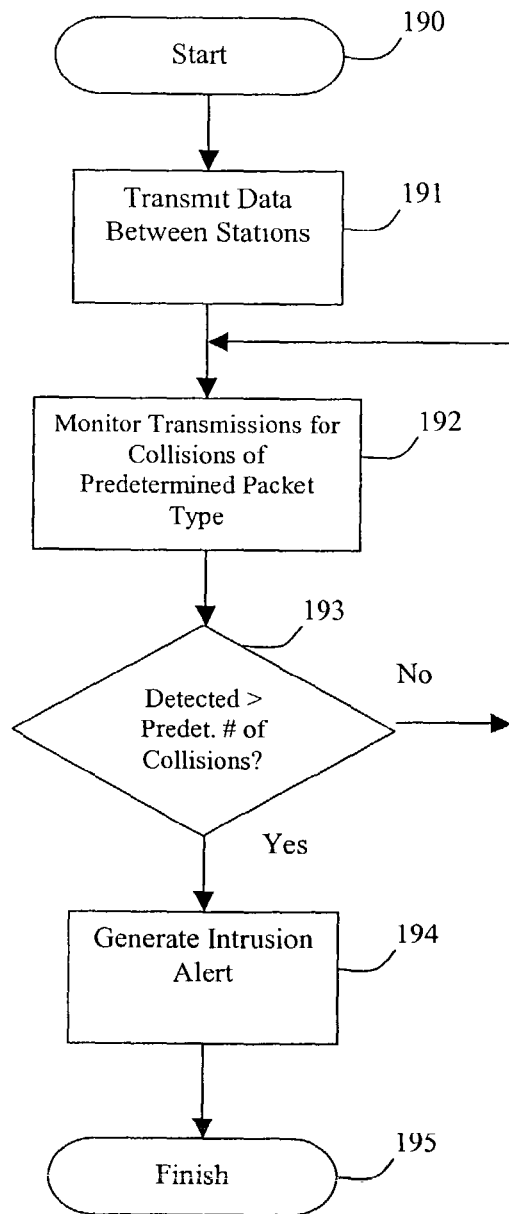 Start
190
Transmit Data
Between Stations
191
Monitor Transmissions for
Collisions of
Predetermined Packet
Type
192
193
Detected >
Predet. # of
Collisions?
No
Yes
Generate Intrusion
Alert
194
Finish
195